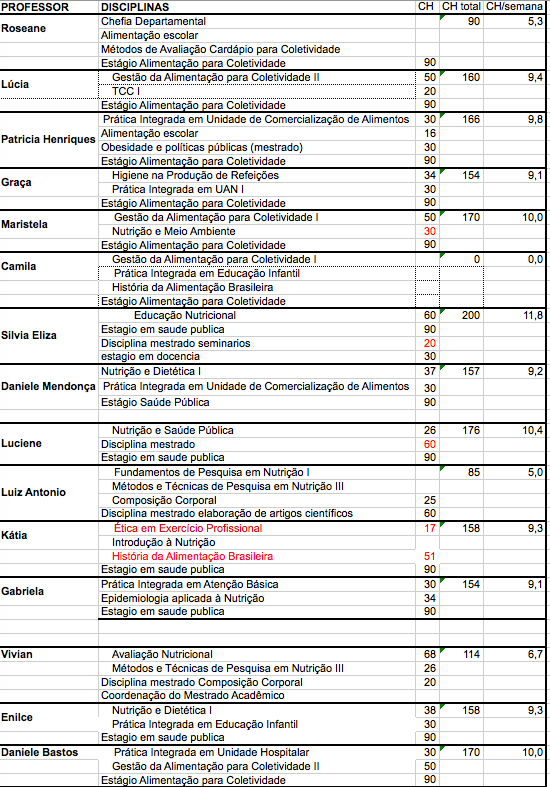 PROFESSOR DISCIPLINAS CH CH total CH/semana
Roseane Chefia Departamental 90 5,3
Alimentação escolar
Métodos de Avaliação Cardápio para Coletividade
Estágio Alimentação para Coletividade 90
Lúcia Gestão da Alimentação para Coletividade II 50 160 9,4
TCC I 20
Estágio Alimentação para Coletividade 90
Patricia Henriques Prática Integrada em Unidade de Comercialização de Alimentos 30 166 9,8
Alimentação escolar 16
Obesidade e políticas públicas (mestrado) 30
Estágio Alimentação para Coletividade 90
Graça Higiene na Produção de Refeições 34 154 9,1
Prática Integrada em UAN I 30
Estágio Alimentação para Coletividade 90
Maristela Gestão da Alimentação para Coletividade I 50 170 10,0
Nutrição e Meio Ambiente 30
Estágio Alimentação para Coletividade 90
Camila Gestão da Alimentação para Coletividade I 0 0,0
Prática Integrada em Educação Infantil
História da Alimentação Brasileira
Estágio Alimentação para Coletividade
Silvia Eliza Educação Nutricional 60 200 11,8
Estagio em saude publica 90
Disciplina mestrado seminarios 20
estagio em docencia 30
Daniele Mendonça Nutrição e Dietética I 37 157 9,2
Prática Integrada em Unidade de Comercialização de Alimentos 30
Estágio Saúde Pública 90
Luciene Nutrição e Saúde Pública 26 176 10,4
Disciplina mestrado 60
Estagio em saude publica 90
Luiz Antonio Fundamentos de Pesquisa em Nutrição I 85 5,0
Métodos e Técnicas de Pesquisa em Nutrição III
Composição Corporal 25
Disciplina mestrado elaboração de artigos científicos 60
Kátia Ética em Exercício Profissional 17 158 9,3
Introdução à Nutrição
História da Alimentação Brasileira 51
Estagio em saude publica 90
Gabriela Prática Integrada em Atenção Básica 30 154 9,1
Epidemiologia aplicada à Nutrição 34
Estagio em saude publica 90
Vivian Avaliação Nutricional 68 114 6,7
Métodos e Técnicas de Pesquisa em Nutrição III 26
Disciplina mestrado Composição Corporal 20
Coordenação do Mestrado Acadêmico
Enilce Nutrição e Dietética I 38 158 9,3
Prática Integrada em Educação Infantil 30
Estagio em saude publica 90
Daniele Bastos Prática Integrada em Unidade Hospitalar 30 170 10,0
Gestão da Alimentação para Coletividade II 50
Estágio Alimentação para Coletividade 90